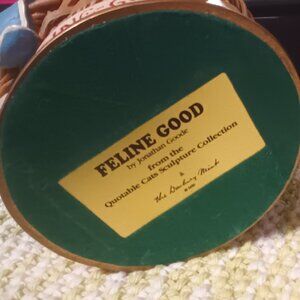 FELINE GOOD
by Jonathan Goode
from the
Quotable Cats Sculpture Collection
&
The Danbury Mint